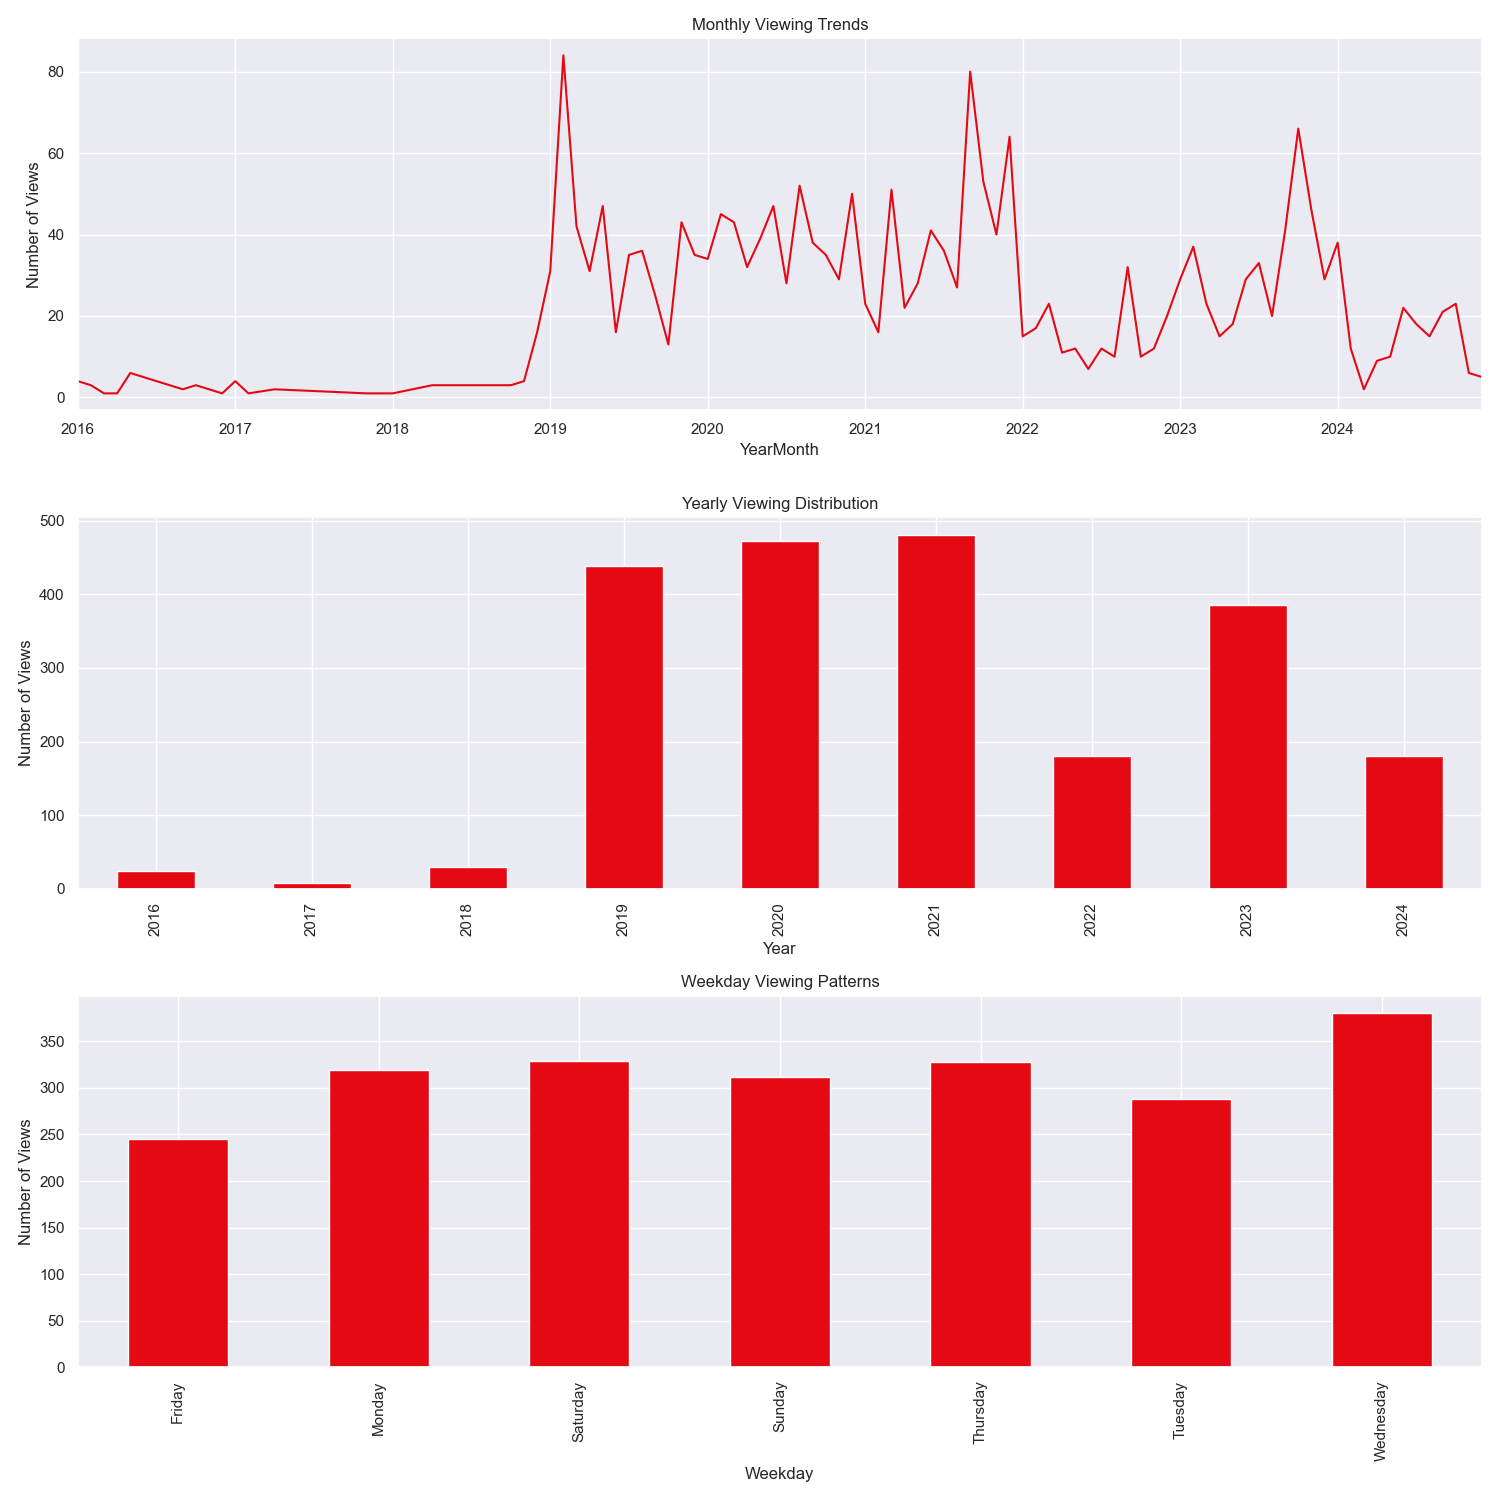 Monthly Viewing Trends
80
60
40
20
0
Number of Views
2016 2017 2018 2019 2020 2021 2022 2023 2024
YearMonth
Yearly Viewing Distribution
500
400
300
200
100
0
Number of Views
2016 2017 2018 2019 2020 2021 2022 2023 2024
Year
Weekday Viewing Patterns
350
300
250
200
150
100
50
0
Number of Views
Friday Monday Saturday Sunday Thursday Tuesday Wednesday
Weekday